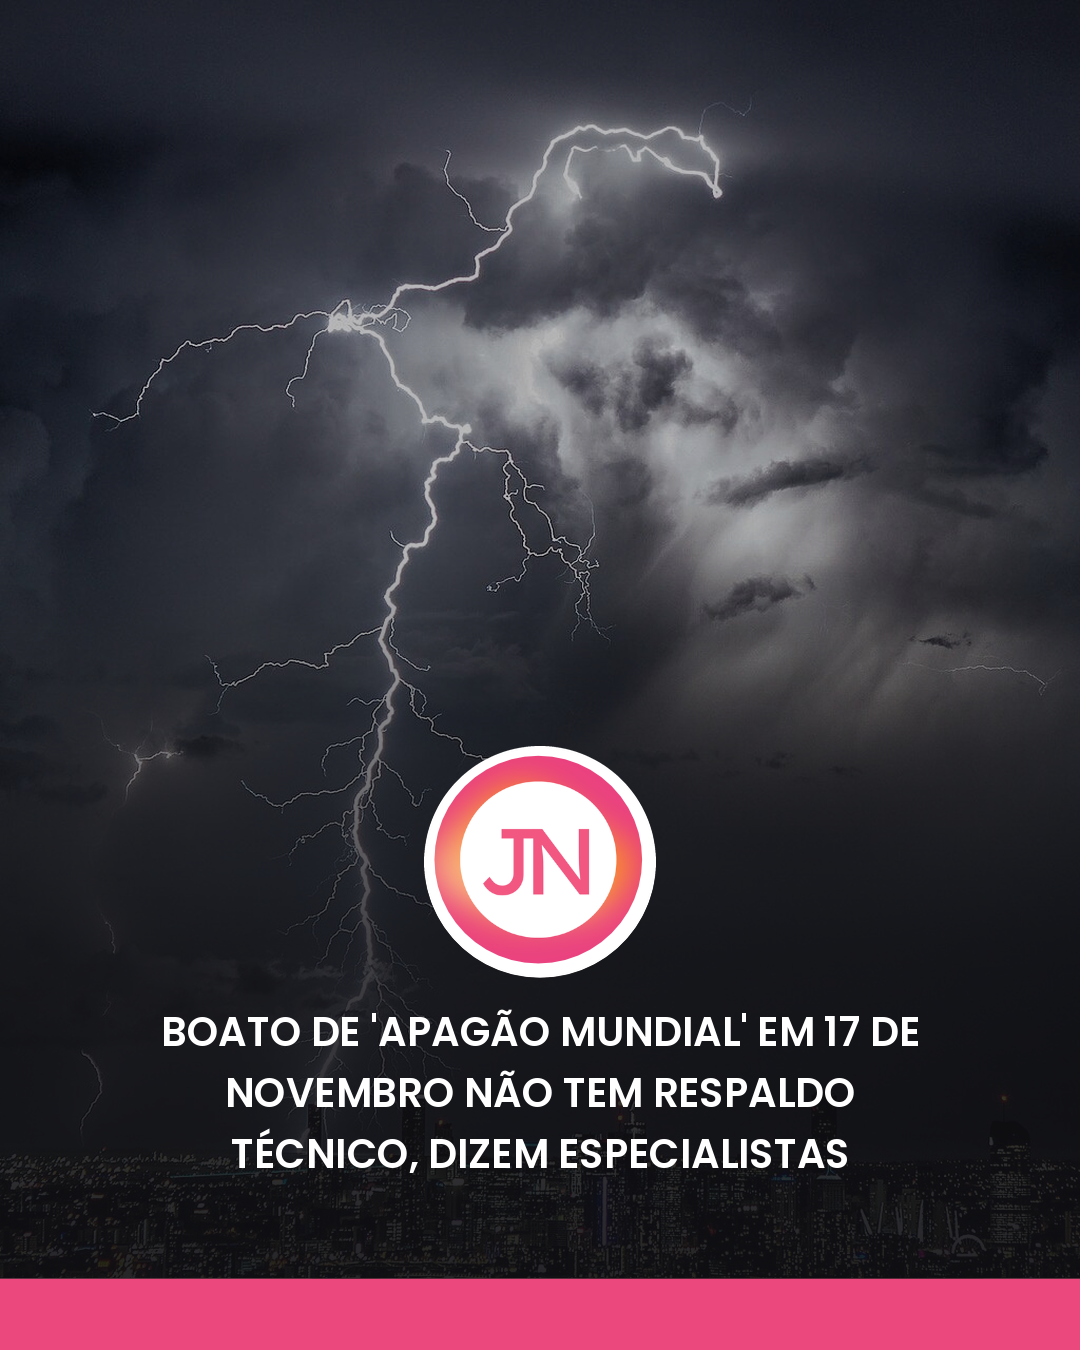 JN
BOATO DE 'APAGÃO MUNDIAL' EM 17 DE
NOVEMBRO NÃO TEM RESPALDO
TÉCNICO, DIZEM ESPECIALISTAS